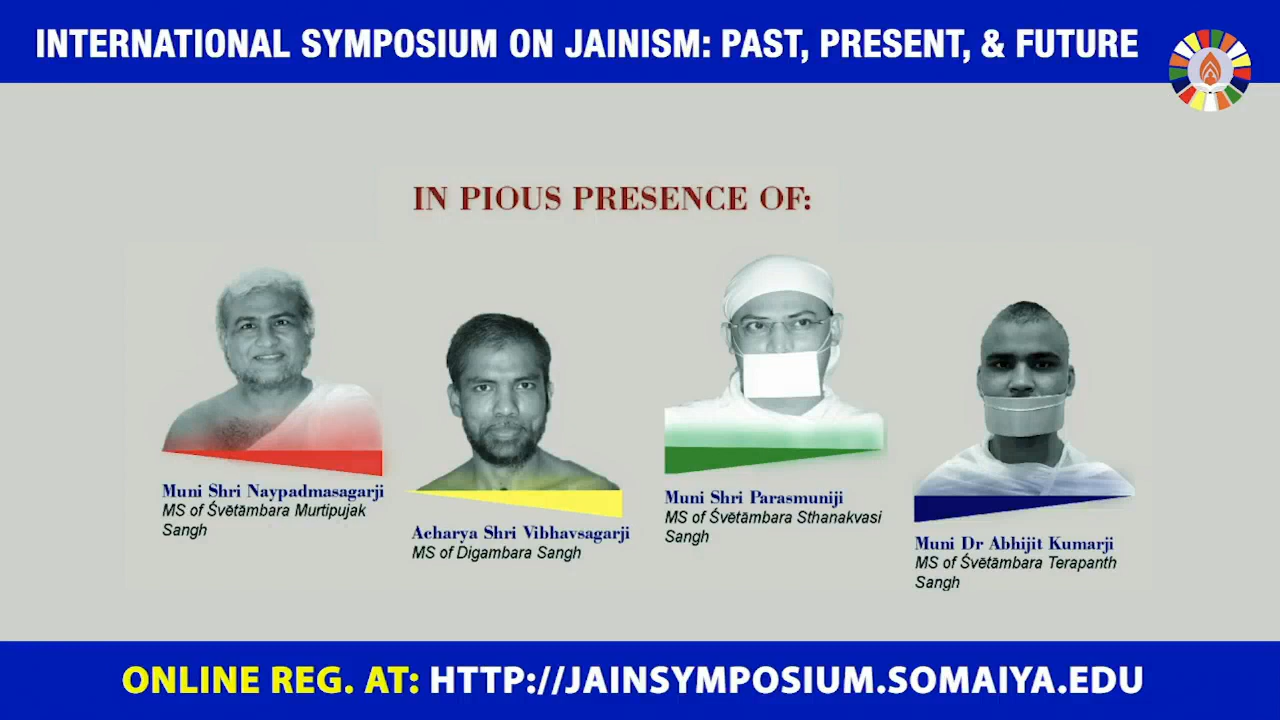 INTERNATIONAL SYMPOSIUM ON JAINISM: PAST, PRESENT, & FUTURE
IN PIOUS PRESENCE OF:
Muni Shri Naypadmasagarji
MS of Śvētāmbara Murtipujak
Sangh
Acharya Shri Vibhavsagarji
MS of Digambara Sangh
Muni Shri Parasmuniji
MS of Śvētāmbara Sthanakvasi
Sangh
Muni Dr Abhijit Kumarji
MS of Śvētāmbara Terapanth
Sangh
ONLINE REG. AT: HTTP://JAINSYMPOSIUM.SOMAIYA.EDU